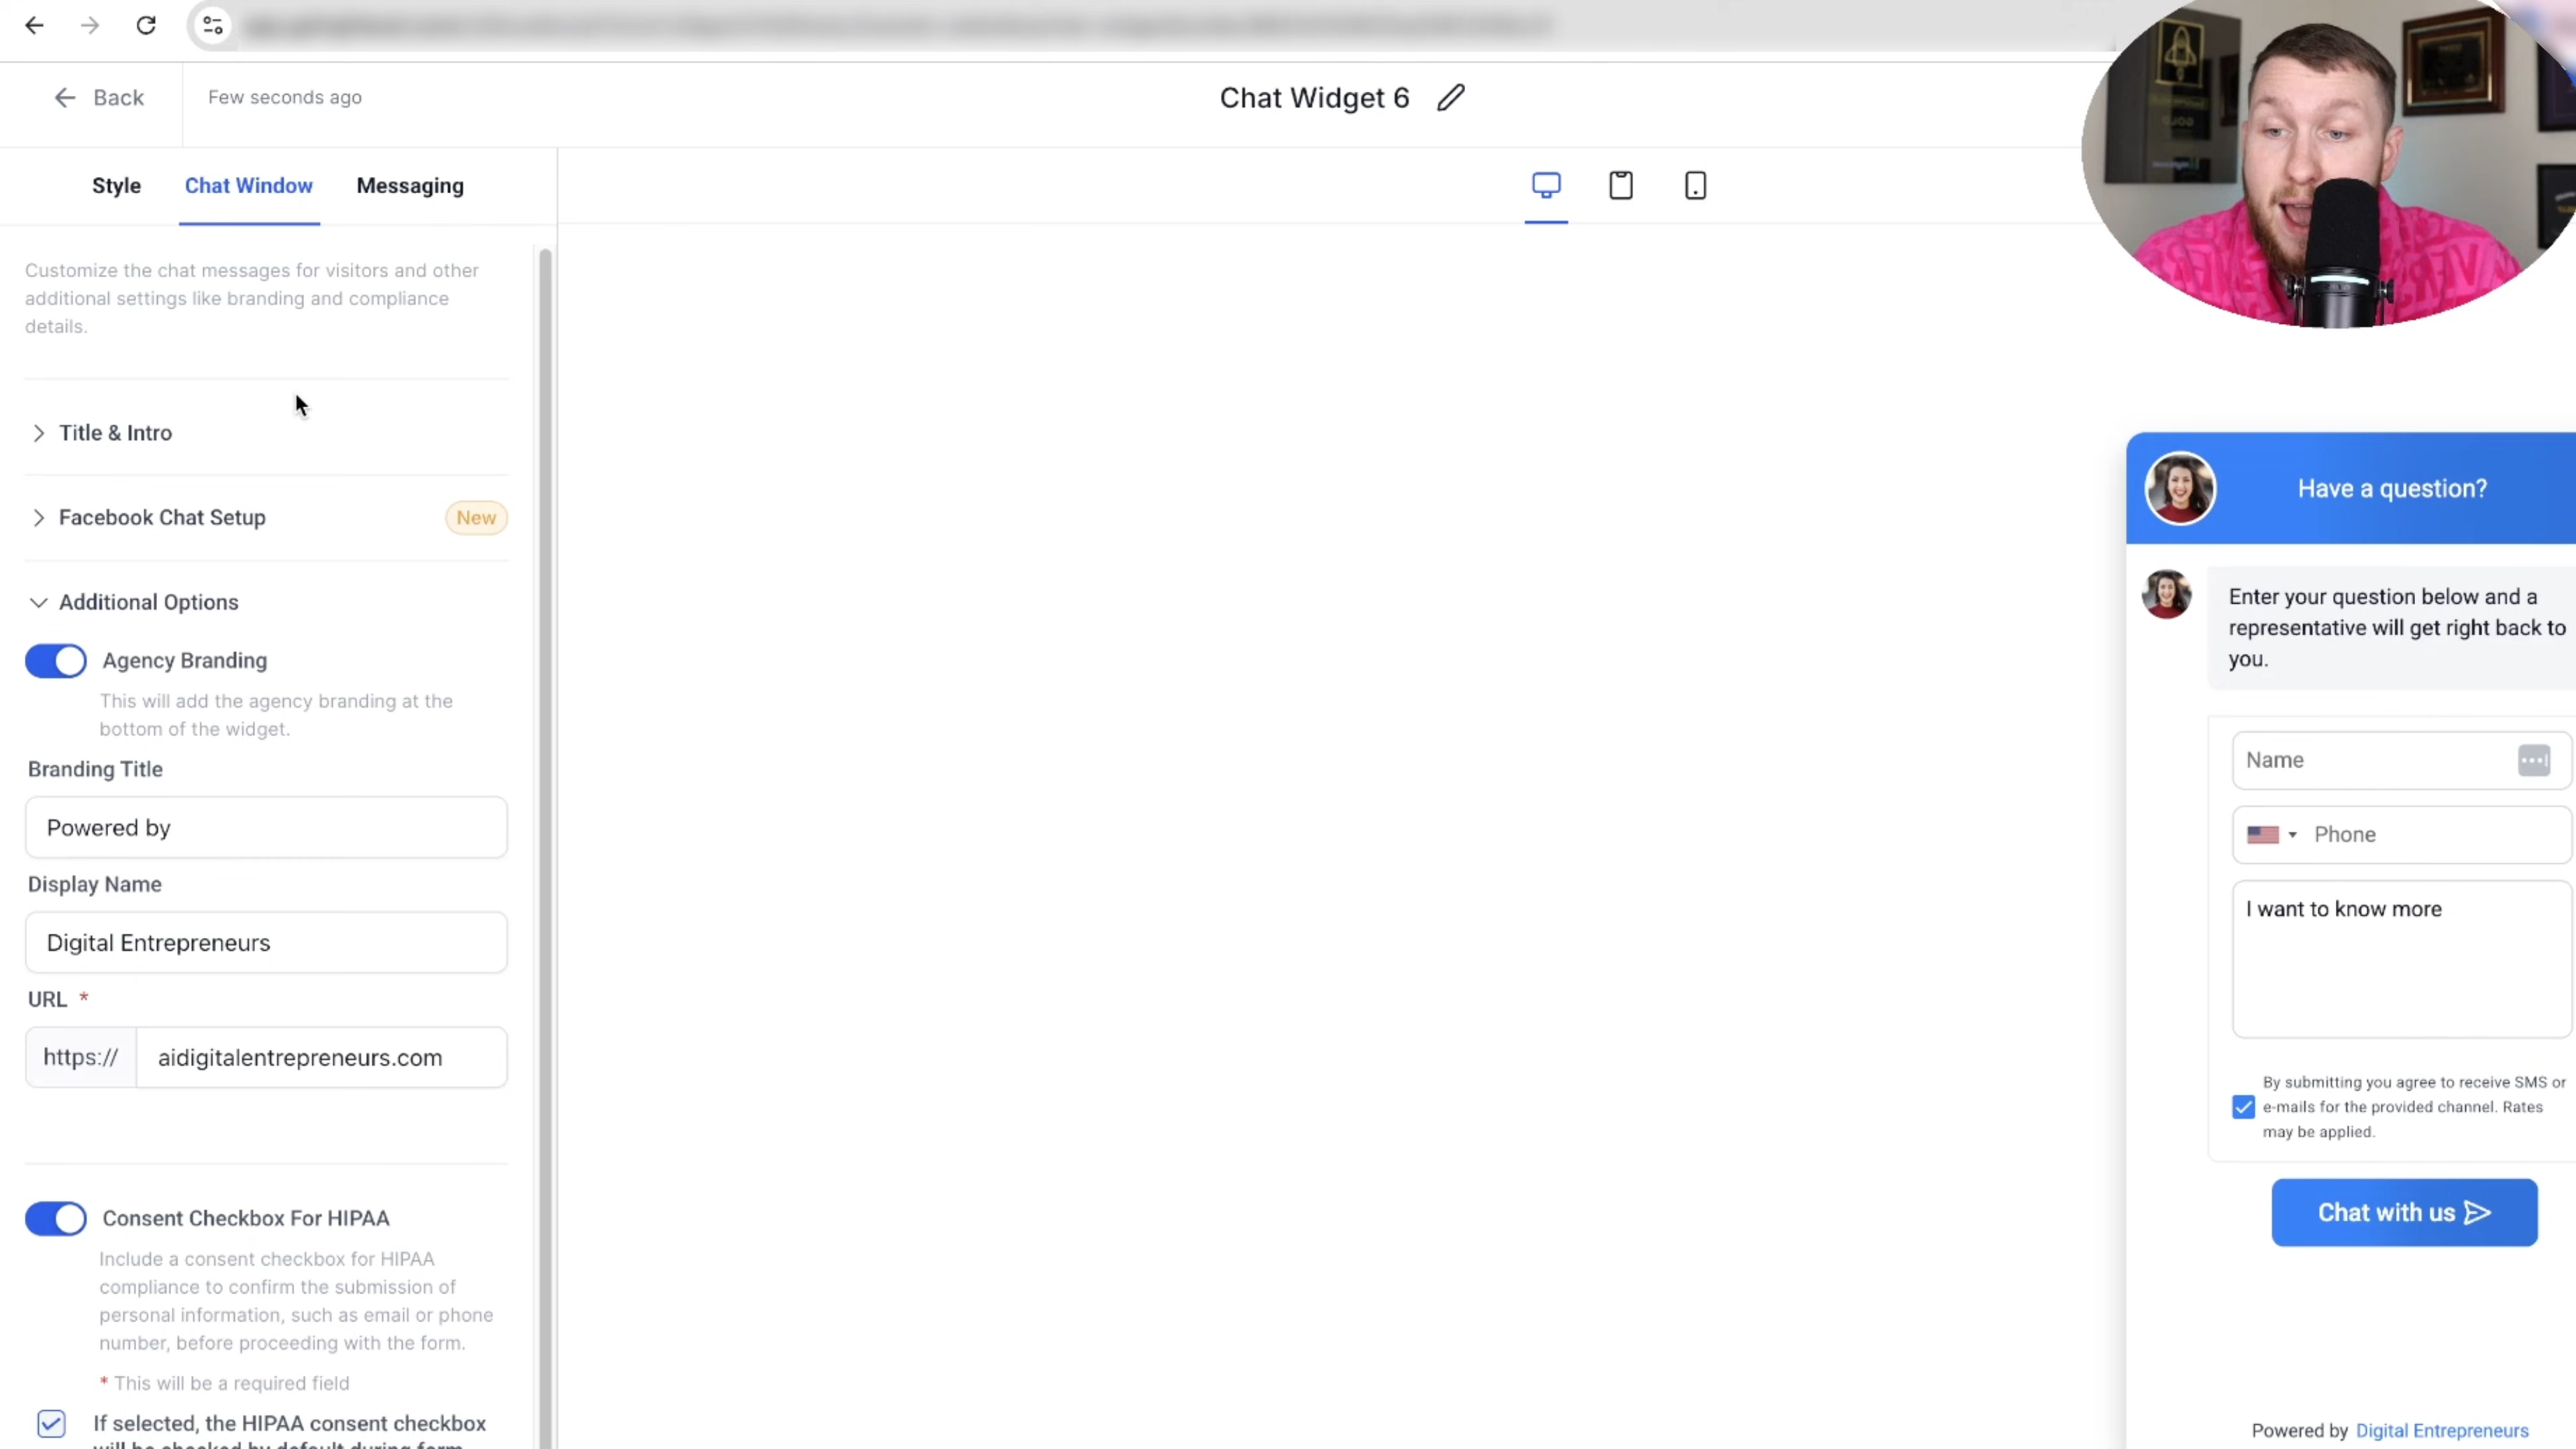 Back
Few seconds ago
Chat Widget 6
Style
Chat Window
Messaging
Customize the chat messages for visitors and other
additional settings like branding and compliance
details.
Title & Intro
Facebook Chat Setup
New
Additional Options
Agency Branding
This will add the agency branding at the
bottom of the widget.
Branding Title
Powered by
Display Name
Digital Entrepreneurs
URL *
https://
aidigitalentrepreneurs.com
Consent Checkbox For HIPAA
Include a consent checkbox for HIPAA
compliance to confirm the submission of
personal information, such as email or phone
number, before proceeding with the form.
* This will be a required field
If selected, the HIPAA consent checkbox
will be checked by default during form
Have a question?
Enter your question below and a
representative will get right back to
you.
Name
Phone
I want to know more
By submitting you agree to receive SMS or
e-mails for the provided channel. Rates
may be applied.
Chat with us
Powered by Digital Entrepreneurs